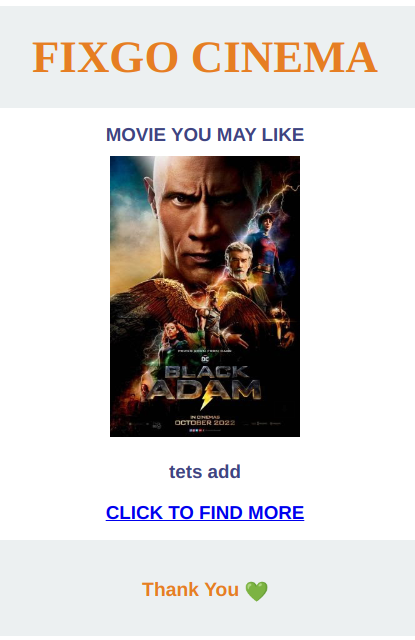 FIXGO CINEMA
MOVIE YOU MAY LIKE
DC
BLACK
ADAM
IN CINEMAS
OCTOBER 2022
tets add
CLICK TO FIND MORE
Thank You 💚